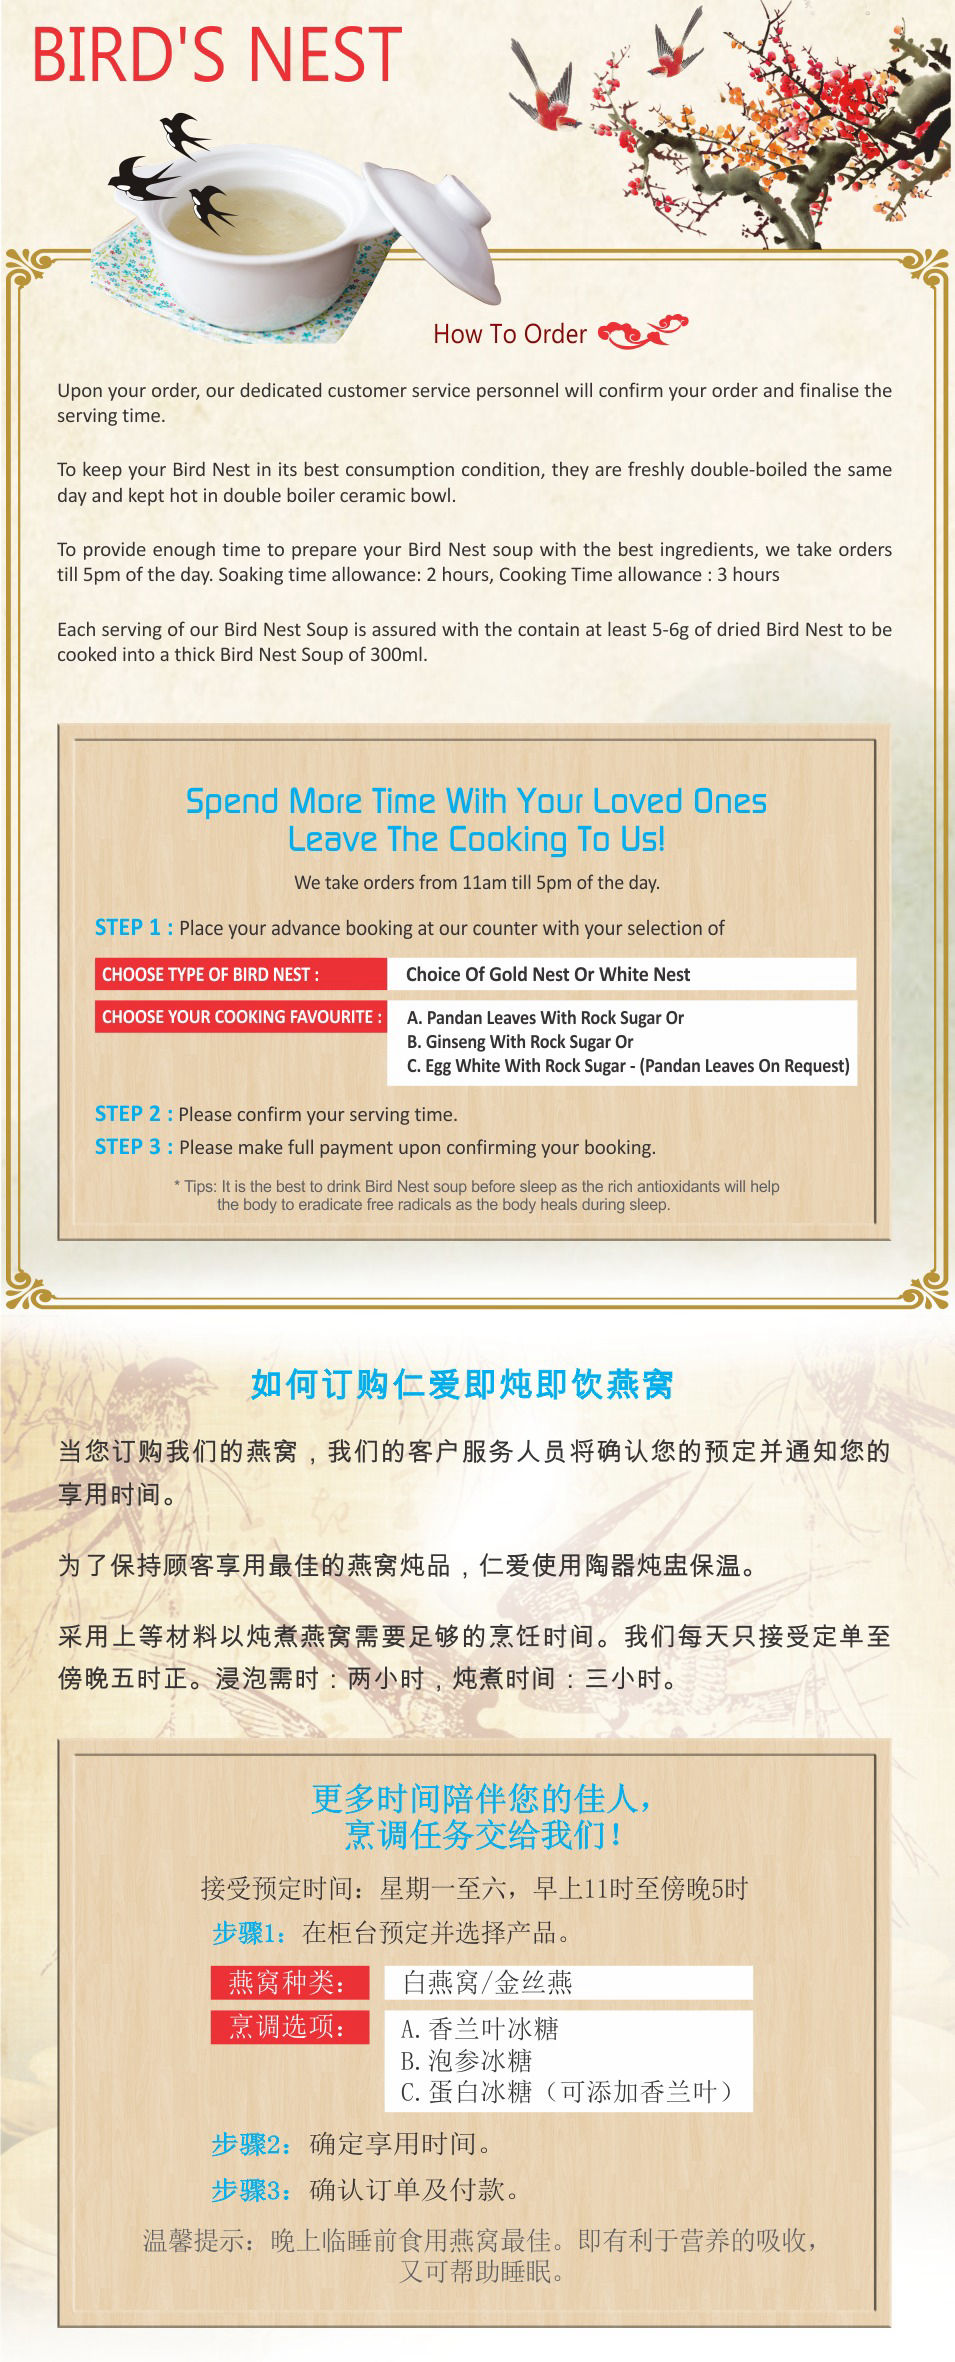 BIRD'S NEST
How To Order
Upon your order, our dedicated customer service personnel will confirm your order and finalise the
serving time.
To keep your Bird Nest in its best consumption condition, they are freshly double-boiled the same
day and kept hot in double boiler ceramic bowl.
To provide enough time to prepare your Bird Nest soup with the best ingredients, we take orders
till 5pm of the day. Soaking time allowance: 2 hours, Cooking Time allowance : 3 hours
Each serving of our Bird Nest Soup is assured with the contain at least 5-6g of dried Bird Nest to be
cooked into a thick Bird Nest Soup of 300ml.
Spend More Time With Your Loved Ones
Leave The Cooking To Us!
We take orders from 11am till 5pm of the day.
STEP 1 : Place your advance booking at our counter with your selection of
CHOOSE TYPE OF BIRD NEST : Choice Of Gold Nest Or White Nest
CHOOSE YOUR COOKING FAVOURITE : A. Pandan Leaves With Rock Sugar Or
B. Ginseng With Rock Sugar Or
C. Egg White With Rock Sugar - (Pandan Leaves On Request)
STEP 2 : Please confirm your serving time.
STEP 3 : Please make full payment upon confirming your booking.
* Tips: It is the best to drink Bird Nest soup before sleep as the rich antioxidants will help
the body to eradicate free radicals as the body heals during sleep.
如何订购仁爱即炖即饮燕窝
当您订购我们的燕窝，我们的客户服务人员将确认您的预定并通知您的
享用时间。
为了保持顾客享用最佳的燕窝炖品，仁爱使用陶器炖盅保温。
采用上等材料以炖煮燕窝需要足够的烹饪时间。我们每天只接受定单至
傍晚五时正。浸泡需时：两小时，炖煮时间：三小时。
更多时间陪伴您的佳人，
烹调任务交给我们！
接受预定时间：星期一至六，早上11时至傍晚5时
步骤1：在柜台预定并选择产品。
燕窝种类： 白燕窝/金丝燕
烹调选项： A.香兰叶冰糖
B.泡参冰糖
C.蛋白冰糖（可添加香兰叶）
步骤2：确定享用时间。
步骤3：确认订单及付款。
温馨提示：晚上临睡前食用燕窝最佳。即有利于营养的吸收，
又可帮助睡眠。